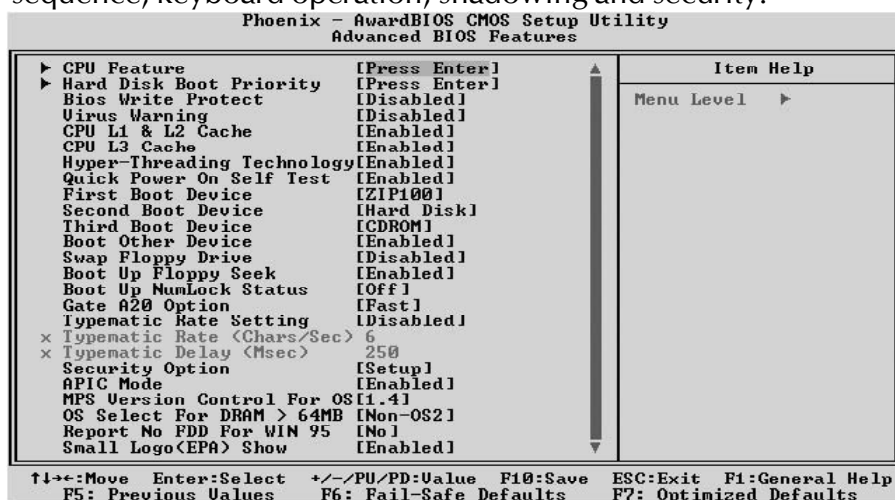 sequence, keyboard operation, shadowing and security.
Phoenix - AwardBIOS CMOS Setup Utility
Advanced BIOS Features
► CPU Feature [Press Enter]
► Hard Disk Boot Priority [Press Enter]
Bios Write Protect [Disabled]
Virus Warning [Disabled]
CPU L1 & L2 Cache [Enabled]
CPU L3 Cache [Enabled]
Hyper-Threading Technology[Enabled]
Quick Power On Self Test [Enabled]
First Boot Device [ZIP100]
Second Boot Device [Hard Disk]
Third Boot Device [CDROM]
Boot Other Device [Enabled]
Swap Floppy Drive [Disabled]
Boot Up Floppy Seek [Enabled]
Boot Up NumLock Status [Off]
Gate A20 Option [Fast]
Typematic Rate Setting [Disabled]
x Typematic Rate (Chars/Sec) 6
x Typematic Delay (Msec) 250
Security Option [Setup]
APIC Mode [Enabled]
MPS Version Control For OS[1.4]
OS Select For DRAM > 64MB [Non-OS2]
Report No FDD For WIN 95 [No]
Small Logo(EPA) Show [Enabled]
Item Help
Menu Level ►
↑↓→←:Move Enter:Select +/-/PU/PD:Value F10:Save ESC:Exit F1:General Help
F5: Previous Values F6: Fail-Safe Defaults F7: Optimized Defaults